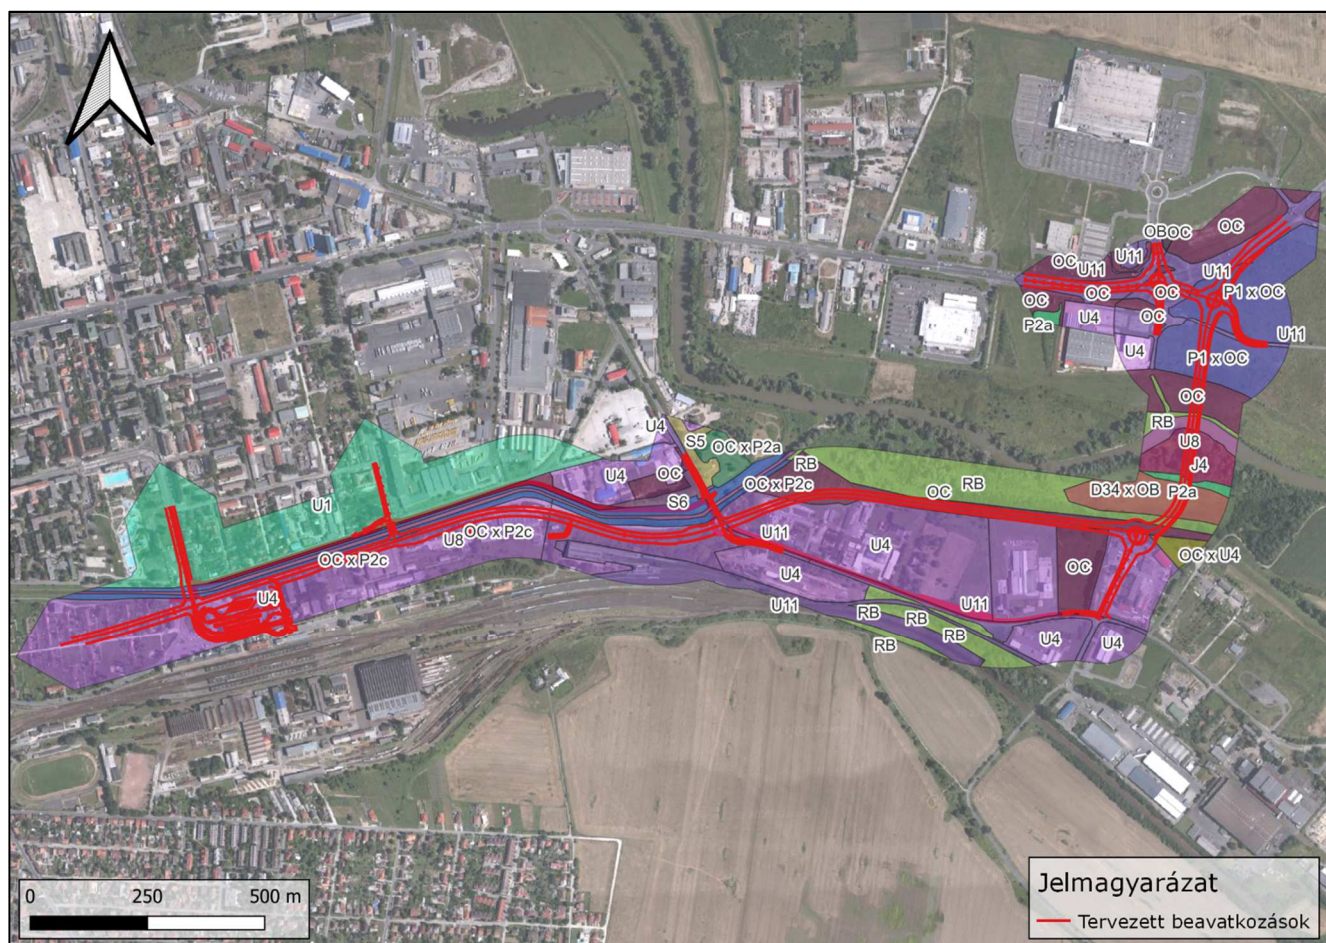 OBOC
OC
OC
U11
U11
U11
P1 x OC
OC
OC
OC
OC
P2a
U4
U11
U4
P1 x OC
OC
RB
U4
S5
OC x P2a
U8
RB
J4
U4
OC
OC x P2c
RB
D34 x OB
P2a
OC
U1
S6
OC x P2c
U8
U11
U4
OC x U4
OC x P2c
OC
U4
U4
U11
RB
U11
RB
RB
RB
U4
U4
0 250 500 m
Jelmagyarázat
Tervezett beavatkozások